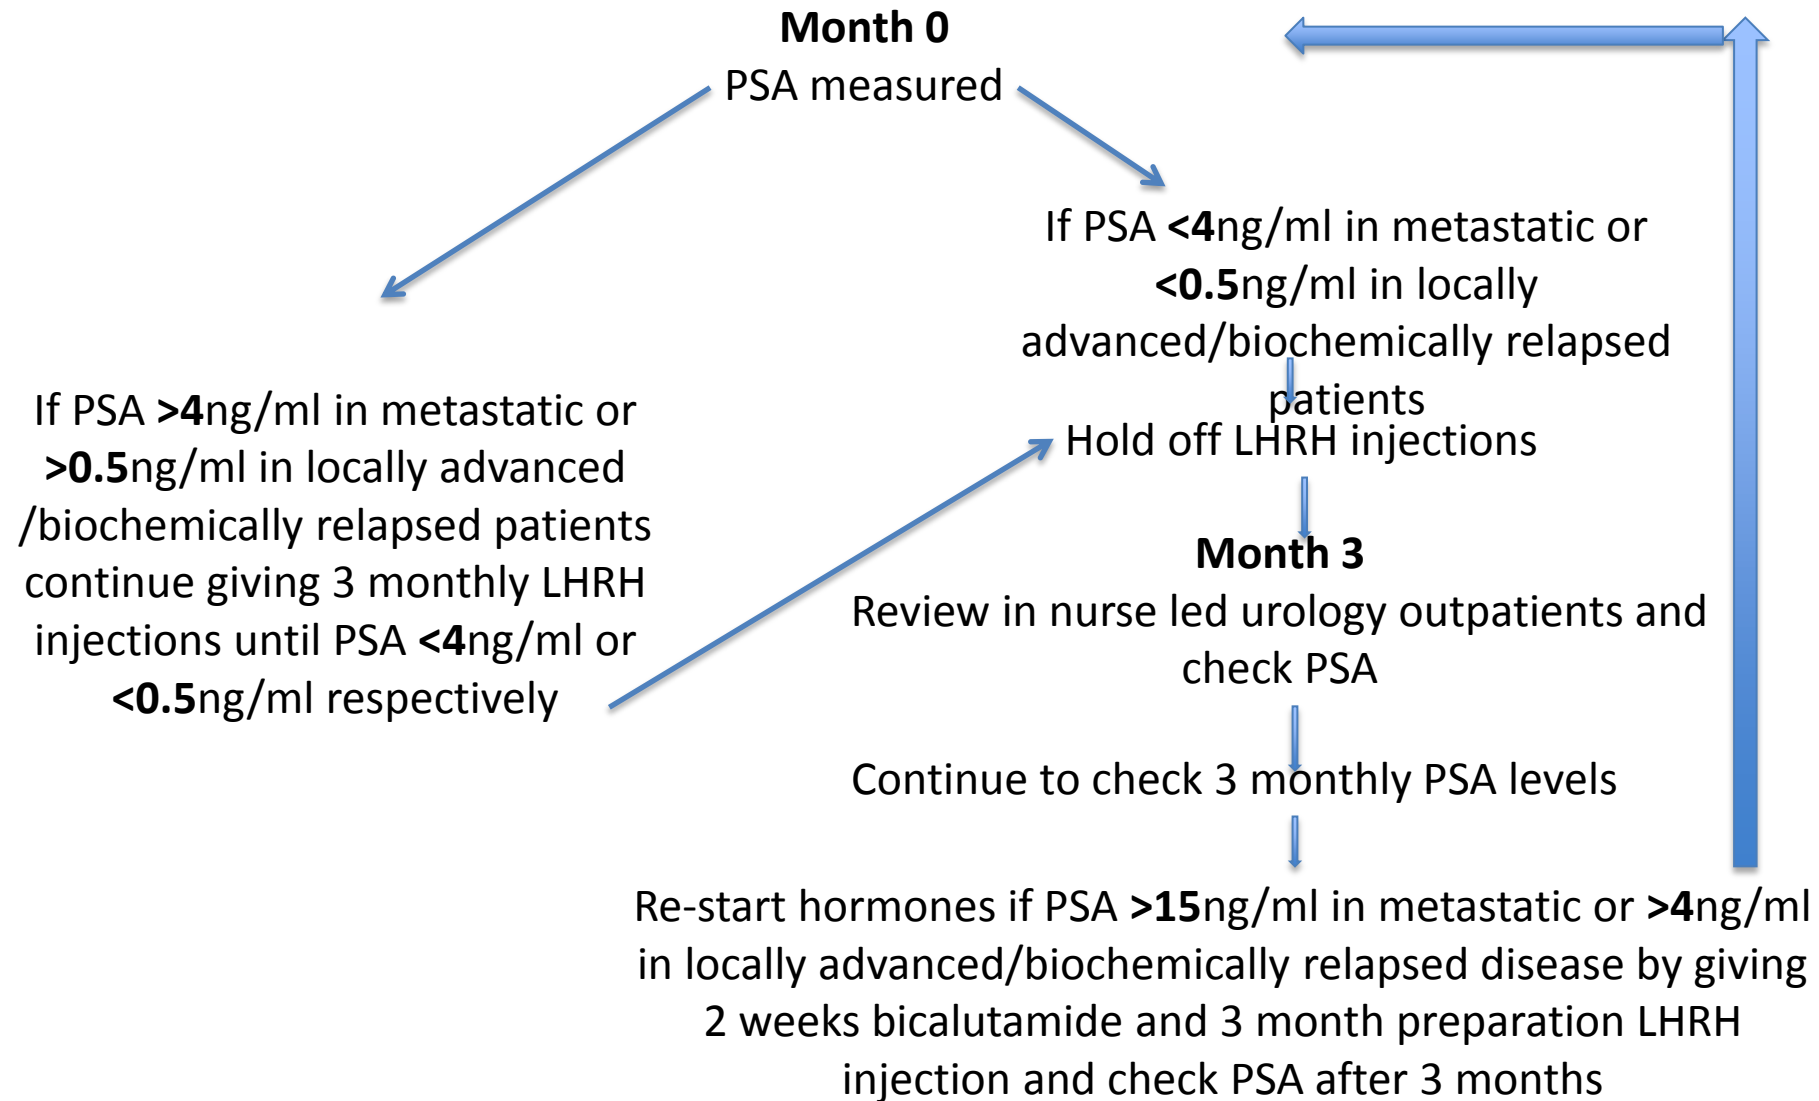 Month 0
PSA measured
If PSA <4ng/ml in metastatic or
<0.5ng/ml in locally
advanced/biochemically relapsed
patients
If PSA >4ng/ml in metastatic or
>0.5ng/ml in locally advanced
/biochemically relapsed patients
continue giving 3 monthly LHRH
injections until PSA <4ng/ml or
<0.5ng/ml respectively
Hold off LHRH injections
Month 3
Review in nurse led urology outpatients and
check PSA
Continue to check 3 monthly PSA levels
Re-start hormones if PSA >15ng/ml in metastatic or >4ng/ml
in locally advanced/biochemically relapsed disease by giving
2 weeks bicalutamide and 3 month preparation LHRH
injection and check PSA after 3 months